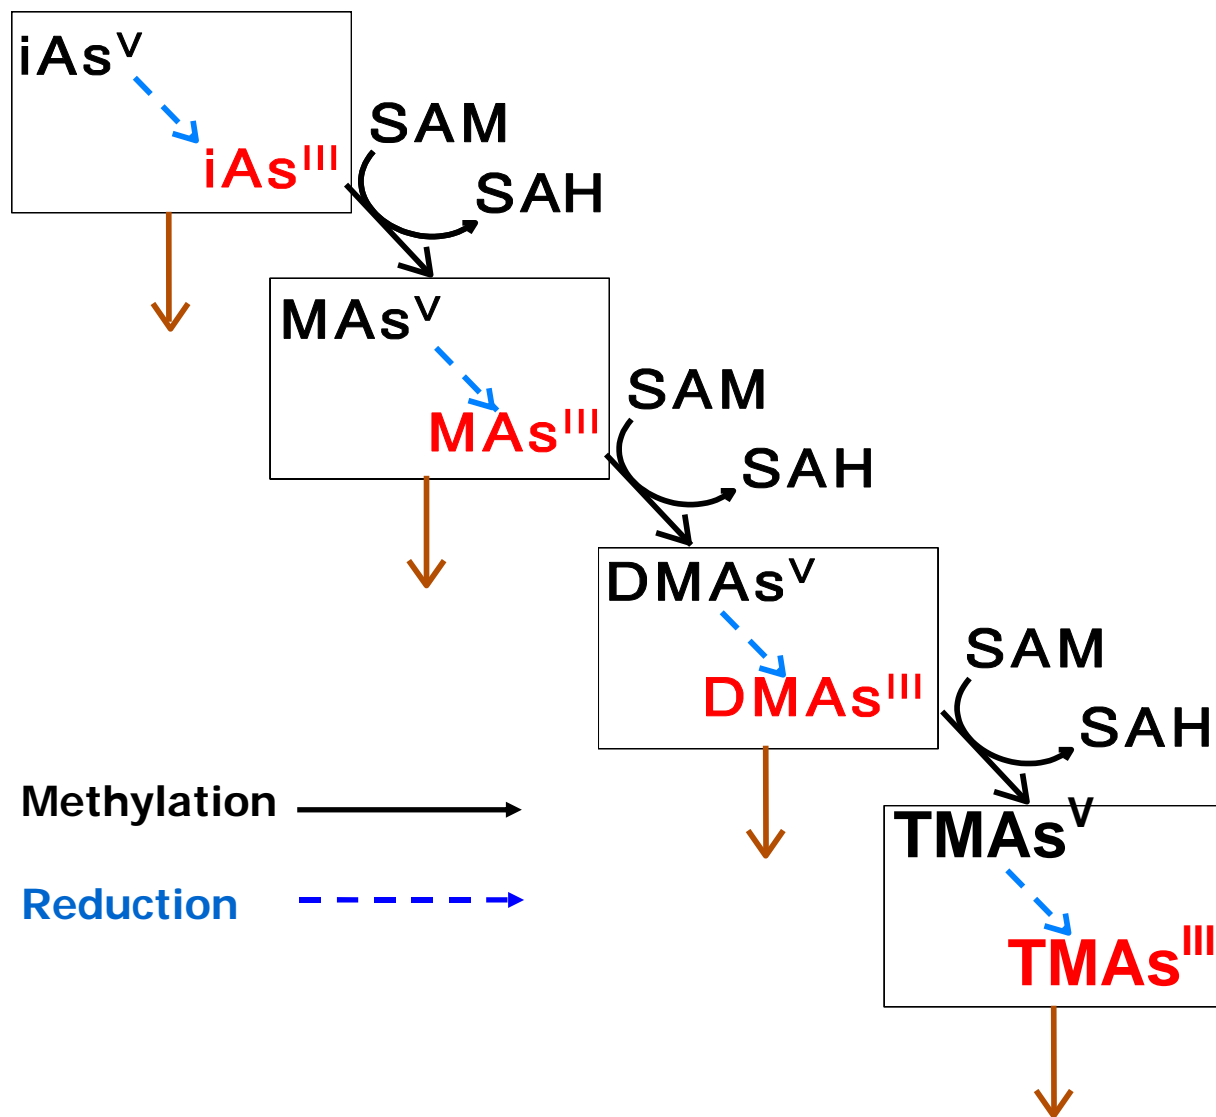 iAsⱽ
iAsᴵᴵᴵ
SAM
SAH
MAsⱽ
MAsᴵᴵᴵ
SAM
SAH
DMAsⱽ
DMAsᴵᴵᴵ
SAM
SAH
TMAsⱽ
TMAsᴵᴵᴵ
Methylation
Reduction